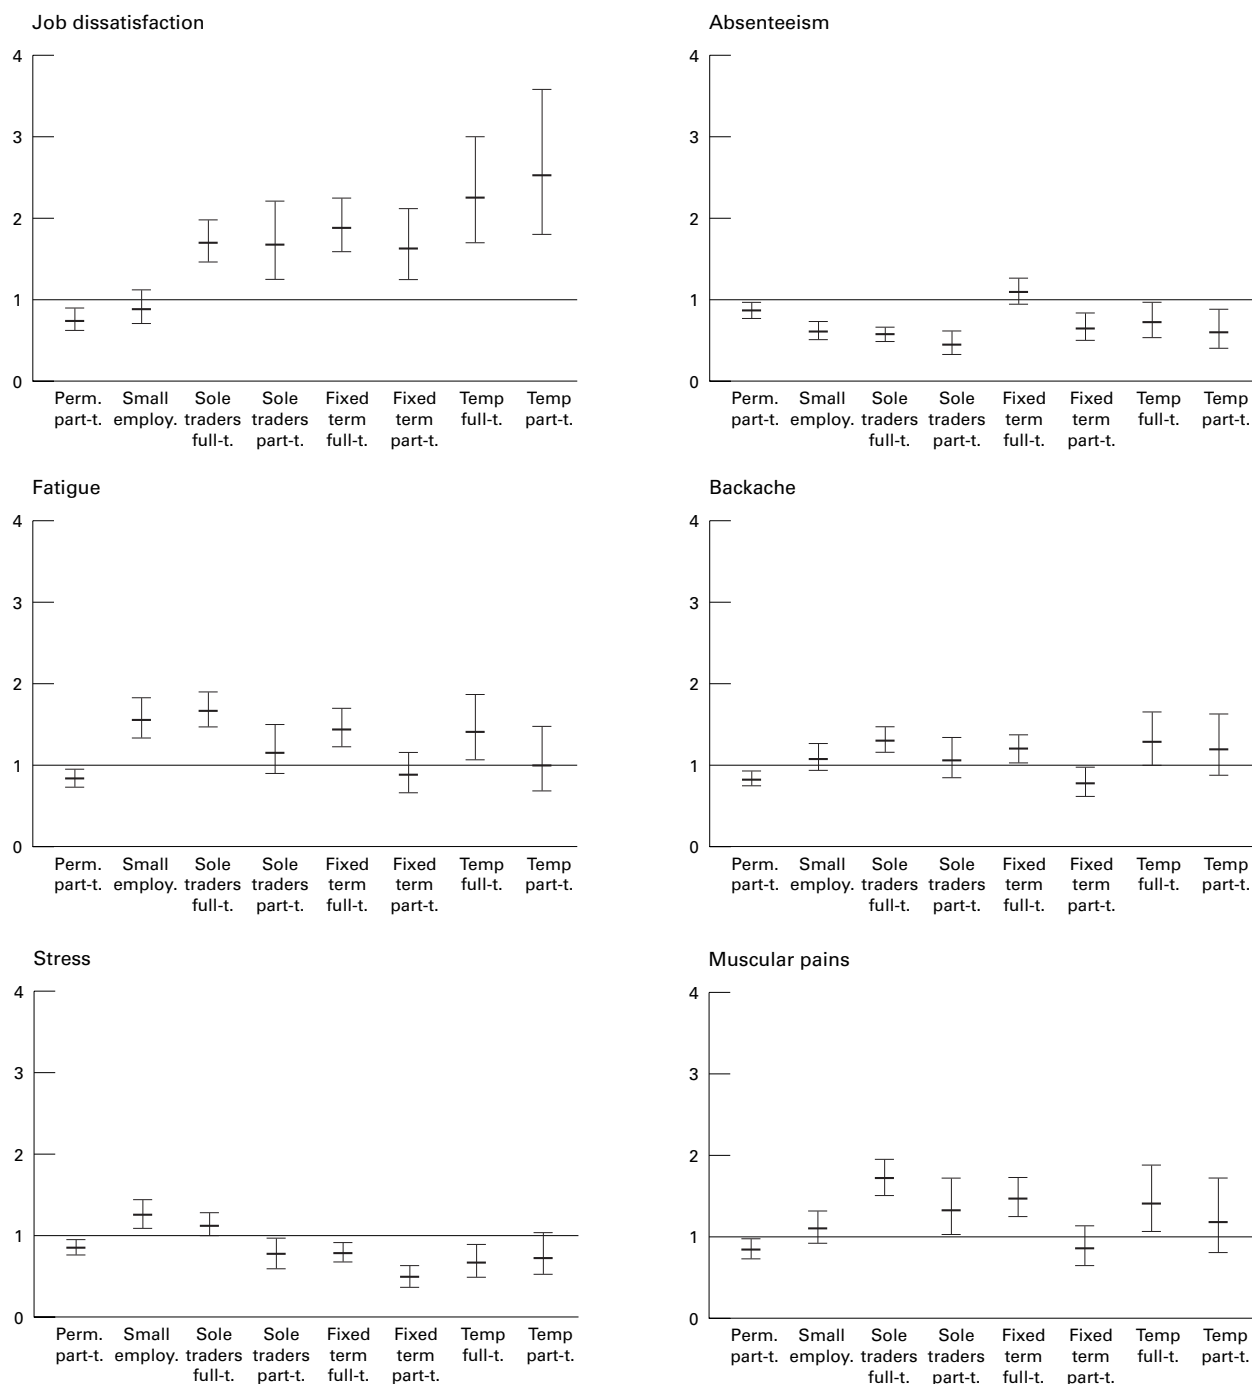 Job dissatisfaction
4
3
2
1
0
Perm. Small Sole Sole Fixed Fixed Temp Temp
part-t. employ. traders traders term term full-t. part-t.
full-t. part-t. full-t. part-t.
Absenteeism
4
3
2
1
0
Perm. Small Sole Sole Fixed Fixed Temp Temp
part-t. employ. traders traders term term full-t. part-t.
full-t. part-t. full-t. part-t.
Fatigue
4
3
2
1
0
Perm. Small Sole Sole Fixed Fixed Temp Temp
part-t. employ. traders traders term term full-t. part-t.
full-t. part-t. full-t. part-t.
Backache
4
3
2
1
0
Perm. Small Sole Sole Fixed Fixed Temp Temp
part-t. employ. traders traders term term full-t. part-t.
full-t. part-t. full-t. part-t.
Stress
4
3
2
1
0
Perm. Small Sole Sole Fixed Fixed Temp Temp
part-t. employ. traders traders term term full-t. part-t.
full-t. part-t. full-t. part-t.
Muscular pains
4
3
2
1
0
Perm. Small Sole Sole Fixed Fixed Temp Temp
part-t. employ. traders traders term term full-t. part-t.
full-t. part-t. full-t. part-t.